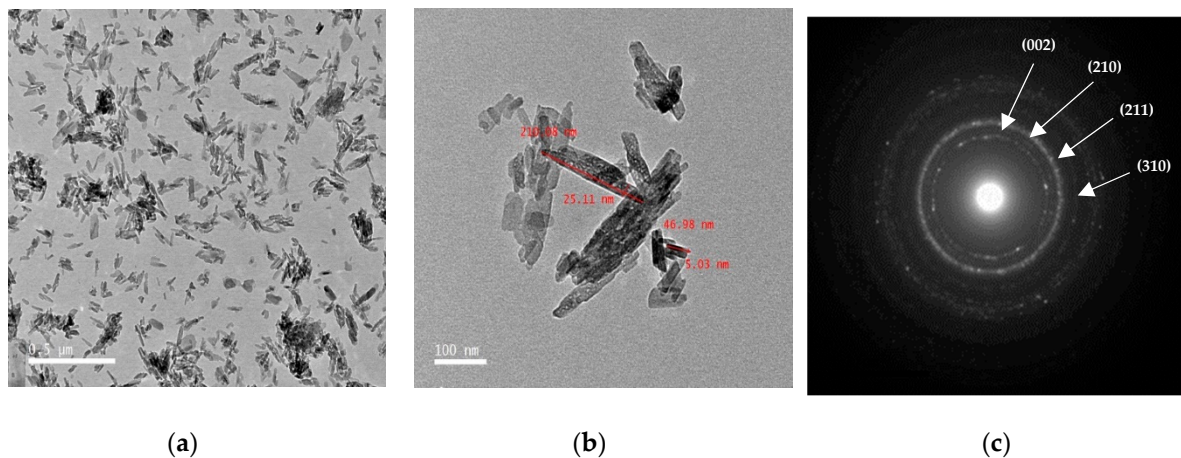 (002)
(210)
(211)
(310)
210.98 nm
25.11 nm
46.98 nm
5.03 nm
0.5 µm
100 nm
(a)
(b)
(c)